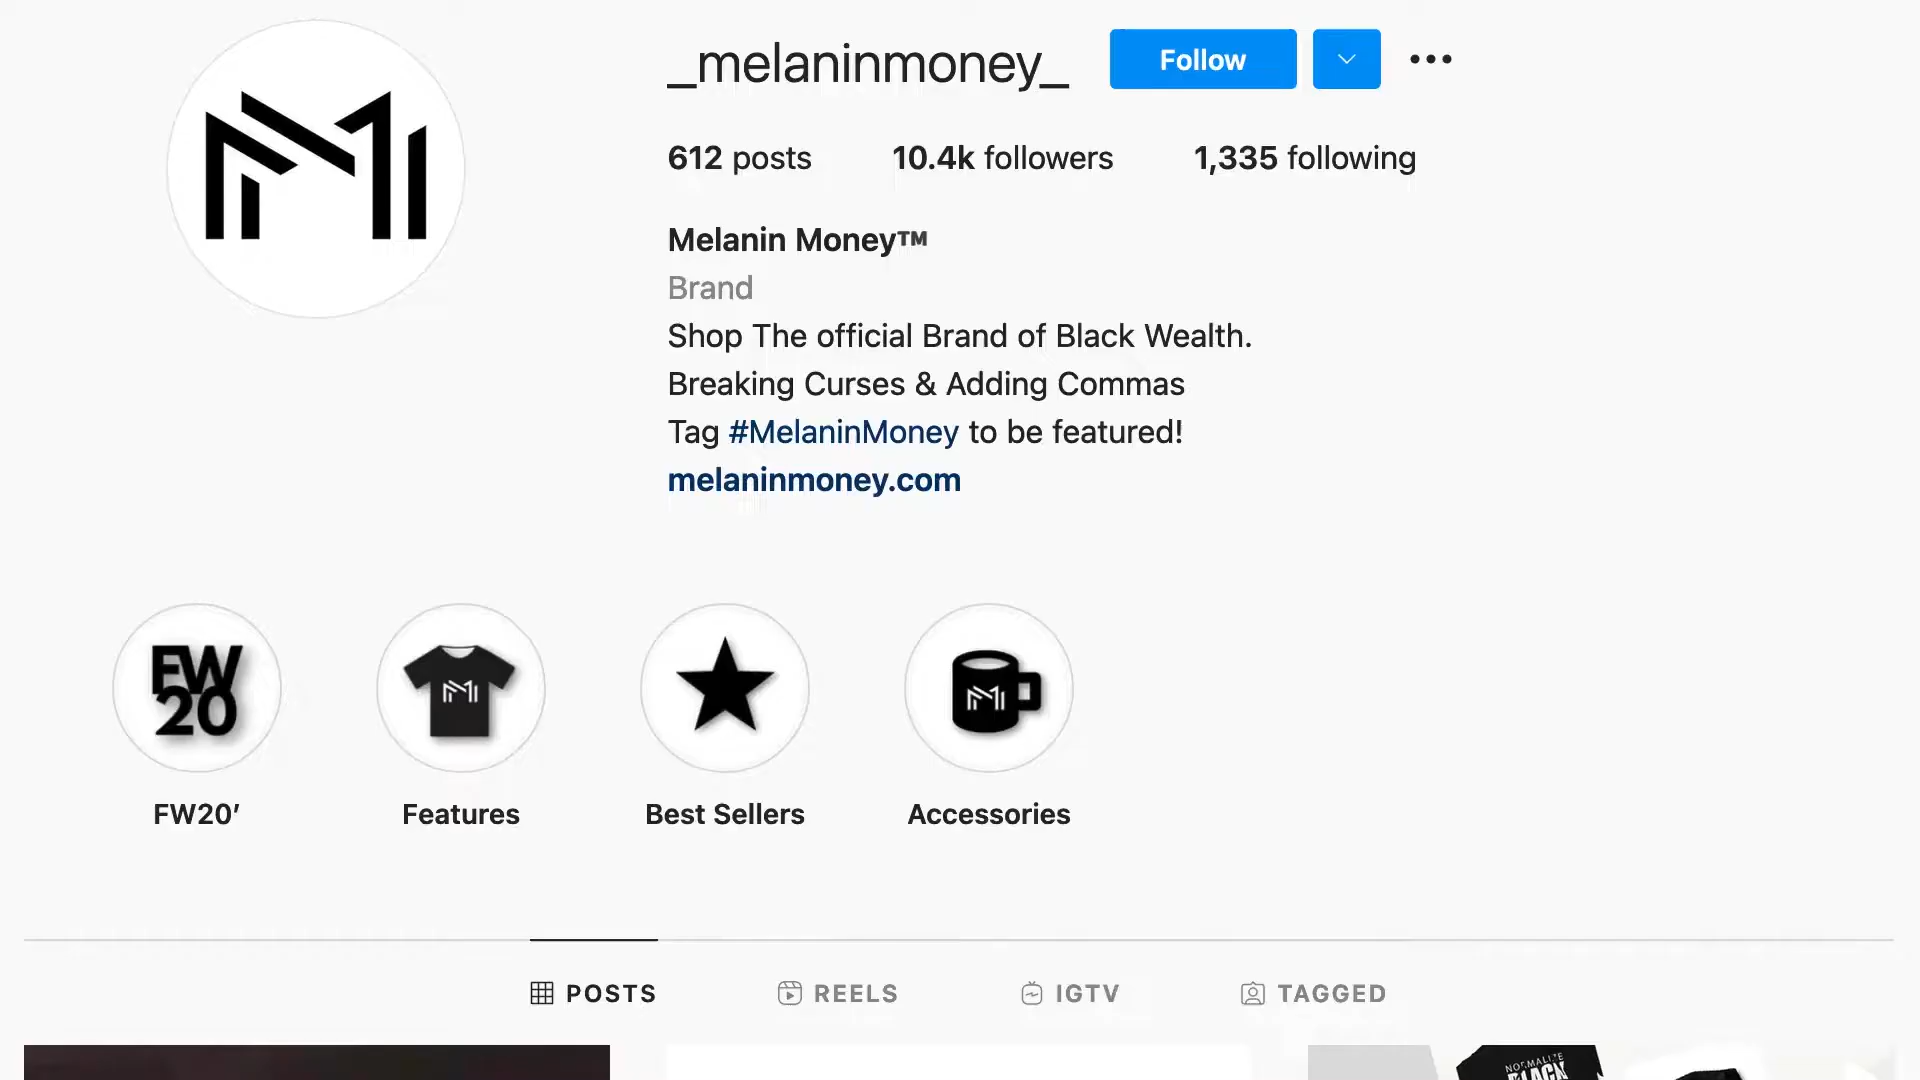 _melaninmoney_ Follow
612 posts 10.4k followers 1,335 following
Melanin Money™
Brand
Shop The official Brand of Black Wealth.
Breaking Curses & Adding Commas
Tag #MelaninMoney to be featured!
melaninmoney.com
FW
20
FW20’ Features Best Sellers Accessories
POSTS REELS IGTV TAGGED
NORMALIZE
BLACK